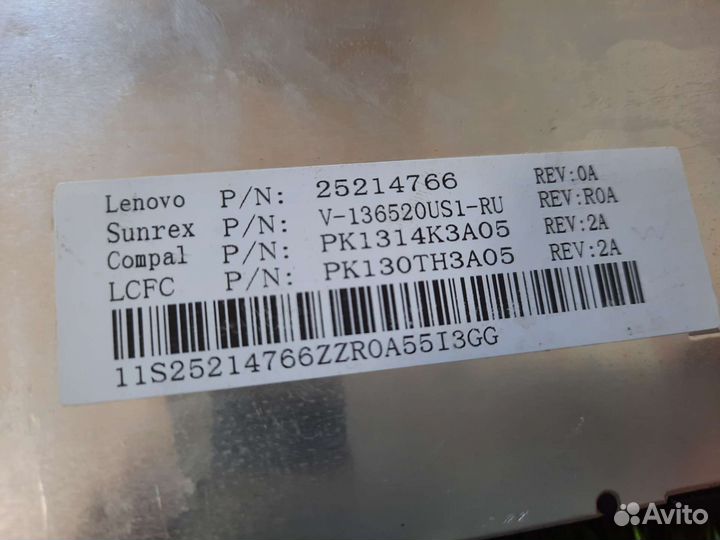 Lenovo P/N: 25214766 REV:0A
Sunrex P/N: V-136520US1-RU REV:R0A
Compal P/N: PK1314K3A05 REV:2A
LCFC P/N: PK130TH3A05 REV:2A
11S25214766ZZR0A55I3GG
Avito